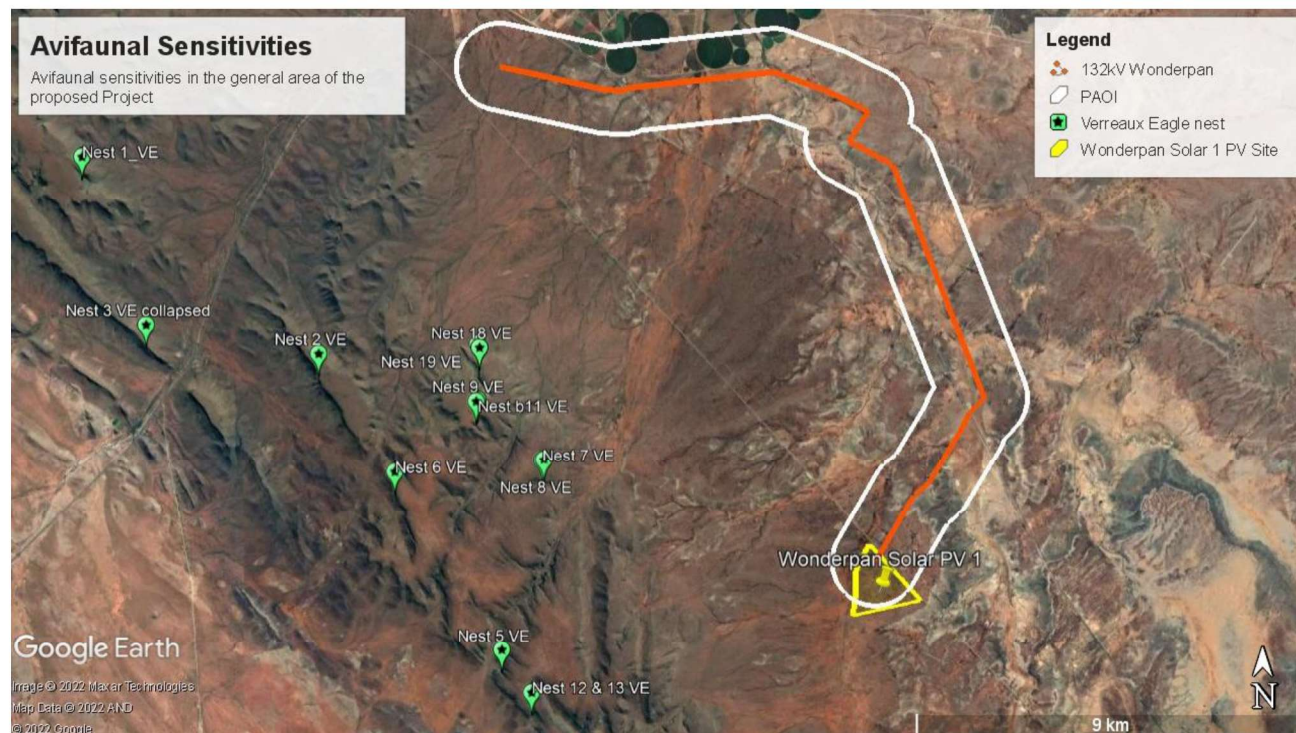 Avifaunal Sensitivities
Avifaunal sensitivities in the general area of the
proposed Project
Legend
132kV Wonderpan
PAOI
Verreaux Eagle nest
Wonderpan Solar 1 PV Site
Nest 1_VE
Nest 3 VE collapsed
Nest 2 VE
Nest 18 VE
Nest 19 VE
Nest 9 VE
Nest b11 VE
Nest 6 VE
Nest 7 VE
Nest 8 VE
Wonderpan Solar PV 1
Nest 5 VE
Nest 12 & 13 VE
Google Earth
Image © 2022 Maxar Technologies
Map Data © 2022 AND
© 2022 Google
N
9 km